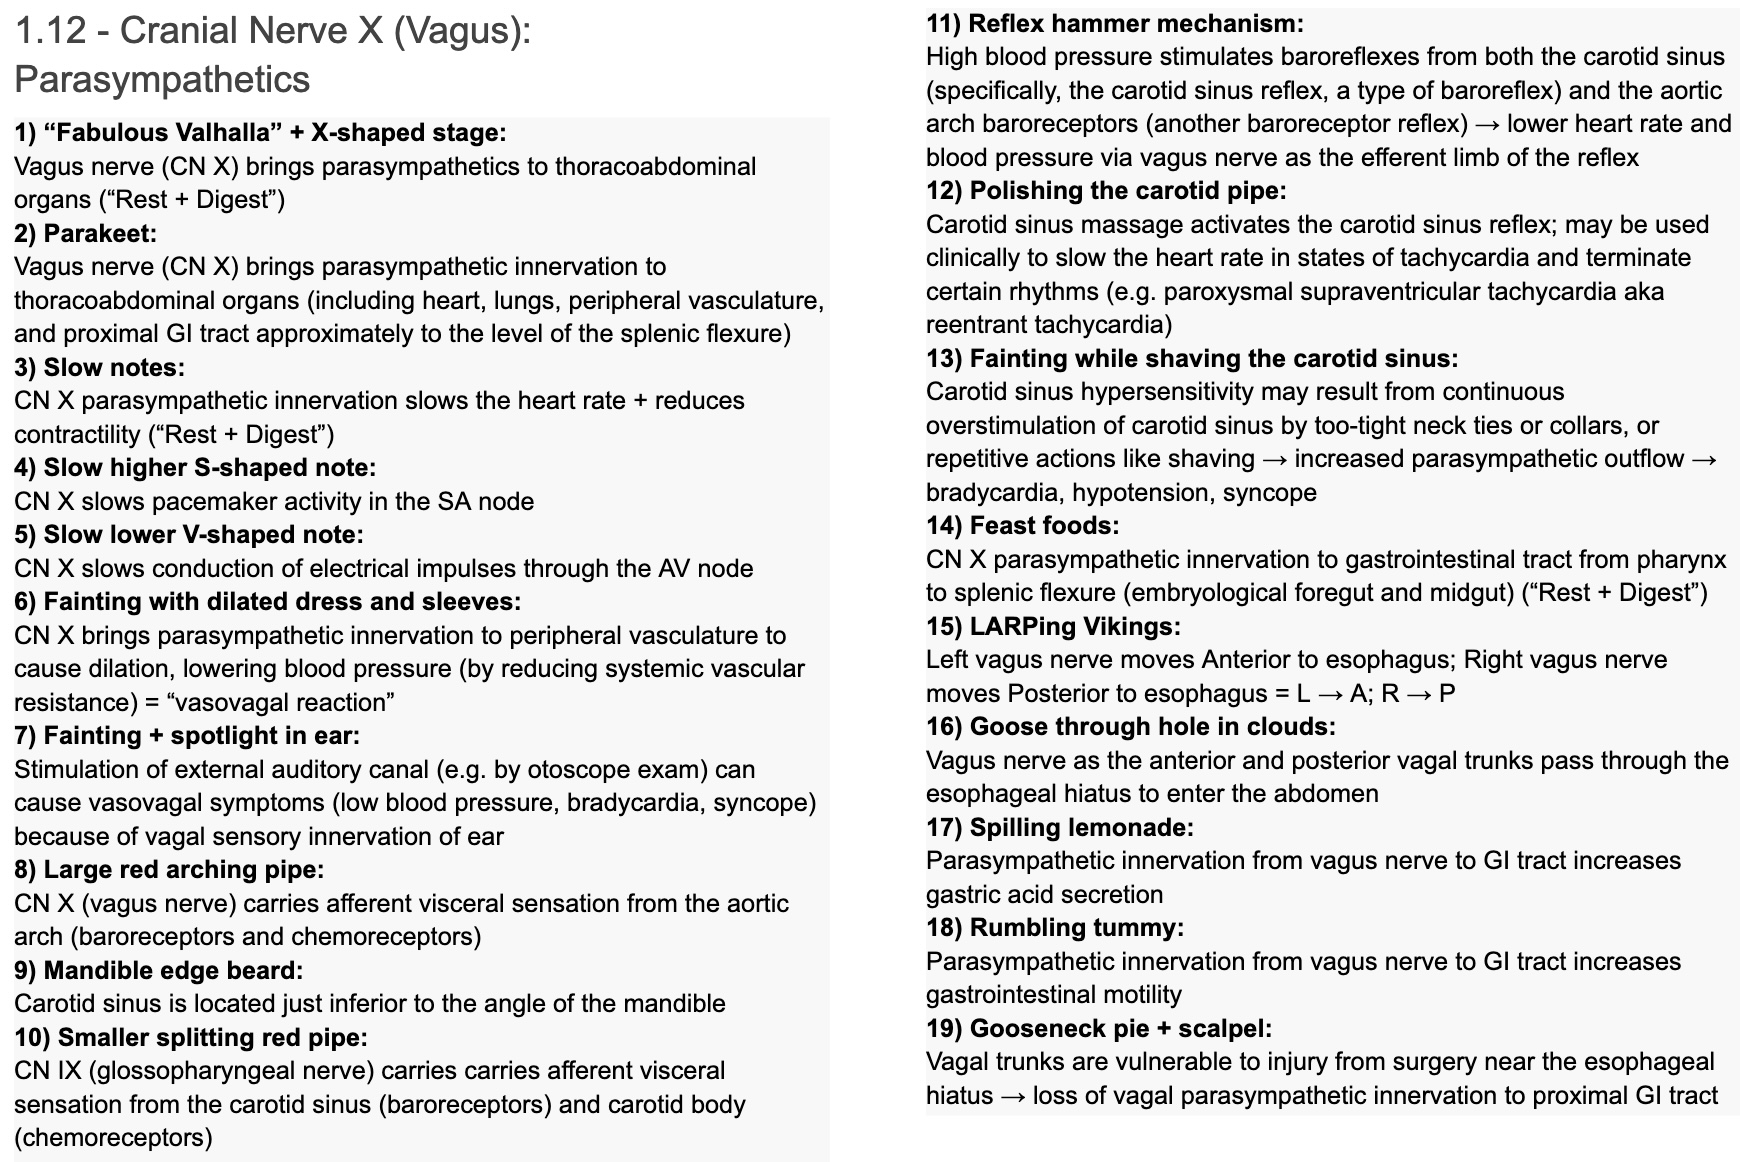 1.12 - Cranial Nerve X (Vagus):
Parasympathetics
1) “Fabulous Valhalla” + X-shaped stage:
Vagus nerve (CN X) brings parasympathetics to thoracoabdominal
organs (“Rest + Digest”)
2) Parakeet:
Vagus nerve (CN X) brings parasympathetic innervation to
thoracoabdominal organs (including heart, lungs, peripheral vasculature,
and proximal GI tract approximately to the level of the splenic flexure)
3) Slow notes:
CN X parasympathetic innervation slows the heart rate + reduces
contractility (“Rest + Digest”)
4) Slow higher S-shaped note:
CN X slows pacemaker activity in the SA node
5) Slow lower V-shaped note:
CN X slows conduction of electrical impulses through the AV node
6) Fainting with dilated dress and sleeves:
CN X brings parasympathetic innervation to peripheral vasculature to
cause dilation, lowering blood pressure (by reducing systemic vascular
resistance) = “vasovagal reaction”
7) Fainting + spotlight in ear:
Stimulation of external auditory canal (e.g. by otoscope exam) can
cause vasovagal symptoms (low blood pressure, bradycardia, syncope)
because of vagal sensory innervation of ear
8) Large red arching pipe:
CN X (vagus nerve) carries afferent visceral sensation from the aortic
arch (baroreceptors and chemoreceptors)
9) Mandible edge beard:
Carotid sinus is located just inferior to the angle of the mandible
10) Smaller splitting red pipe:
CN IX (glossopharyngeal nerve) carries carries afferent visceral
sensation from the carotid sinus (baroreceptors) and carotid body
(chemoreceptors)
11) Reflex hammer mechanism:
High blood pressure stimulates baroreflexes from both the carotid sinus
(specifically, the carotid sinus reflex, a type of baroreflex) and the aortic
arch baroreceptors (another baroreceptor reflex) → lower heart rate and
blood pressure via vagus nerve as the efferent limb of the reflex
12) Polishing the carotid pipe:
Carotid sinus massage activates the carotid sinus reflex; may be used
clinically to slow the heart rate in states of tachycardia and terminate
certain rhythms (e.g. paroxysmal supraventricular tachycardia aka
reentrant tachycardia)
13) Fainting while shaving the carotid sinus:
Carotid sinus hypersensitivity may result from continuous
overstimulation of carotid sinus by too-tight neck ties or collars, or
repetitive actions like shaving → increased parasympathetic outflow →
bradycardia, hypotension, syncope
14) Feast foods:
CN X parasympathetic innervation to gastrointestinal tract from pharynx
to splenic flexure (embryological foregut and midgut) (“Rest + Digest”)
15) LARPing Vikings:
Left vagus nerve moves Anterior to esophagus; Right vagus nerve
moves Posterior to esophagus = L → A; R → P
16) Goose through hole in clouds:
Vagus nerve as the anterior and posterior vagal trunks pass through the
esophageal hiatus to enter the abdomen
17) Spilling lemonade:
Parasympathetic innervation from vagus nerve to GI tract increases
gastric acid secretion
18) Rumbling tummy:
Parasympathetic innervation from vagus nerve to GI tract increases
gastrointestinal motility
19) Gooseneck pie + scalpel:
Vagal trunks are vulnerable to injury from surgery near the esophageal
hiatus → loss of vagal parasympathetic innervation to proximal GI tract